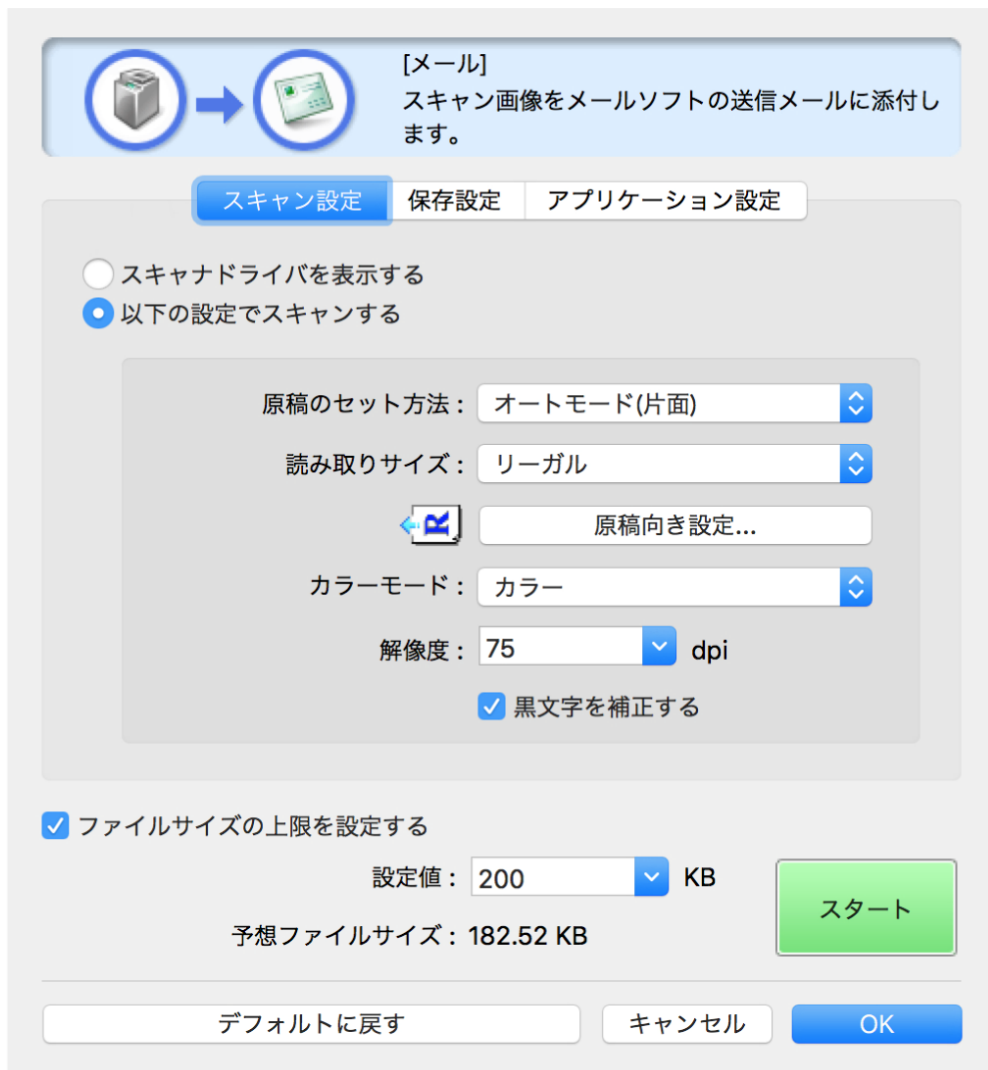 [メール]
スキャン画像をメールソフトの送信メールに添付し
ます。
スキャン設定 保存設定 アプリケーション設定
スキャナドライバを表示する
以下の設定でスキャンする
原稿のセット方法： オートモード(片面)
読み取りサイズ： リーガル
R 原稿向き設定...
カラーモード： カラー
解像度： 75 dpi
黒文字を補正する
ファイルサイズの上限を設定する
設定値： 200 KB
予想ファイルサイズ： 182.52 KB
スタート
デフォルトに戻す キャンセル OK